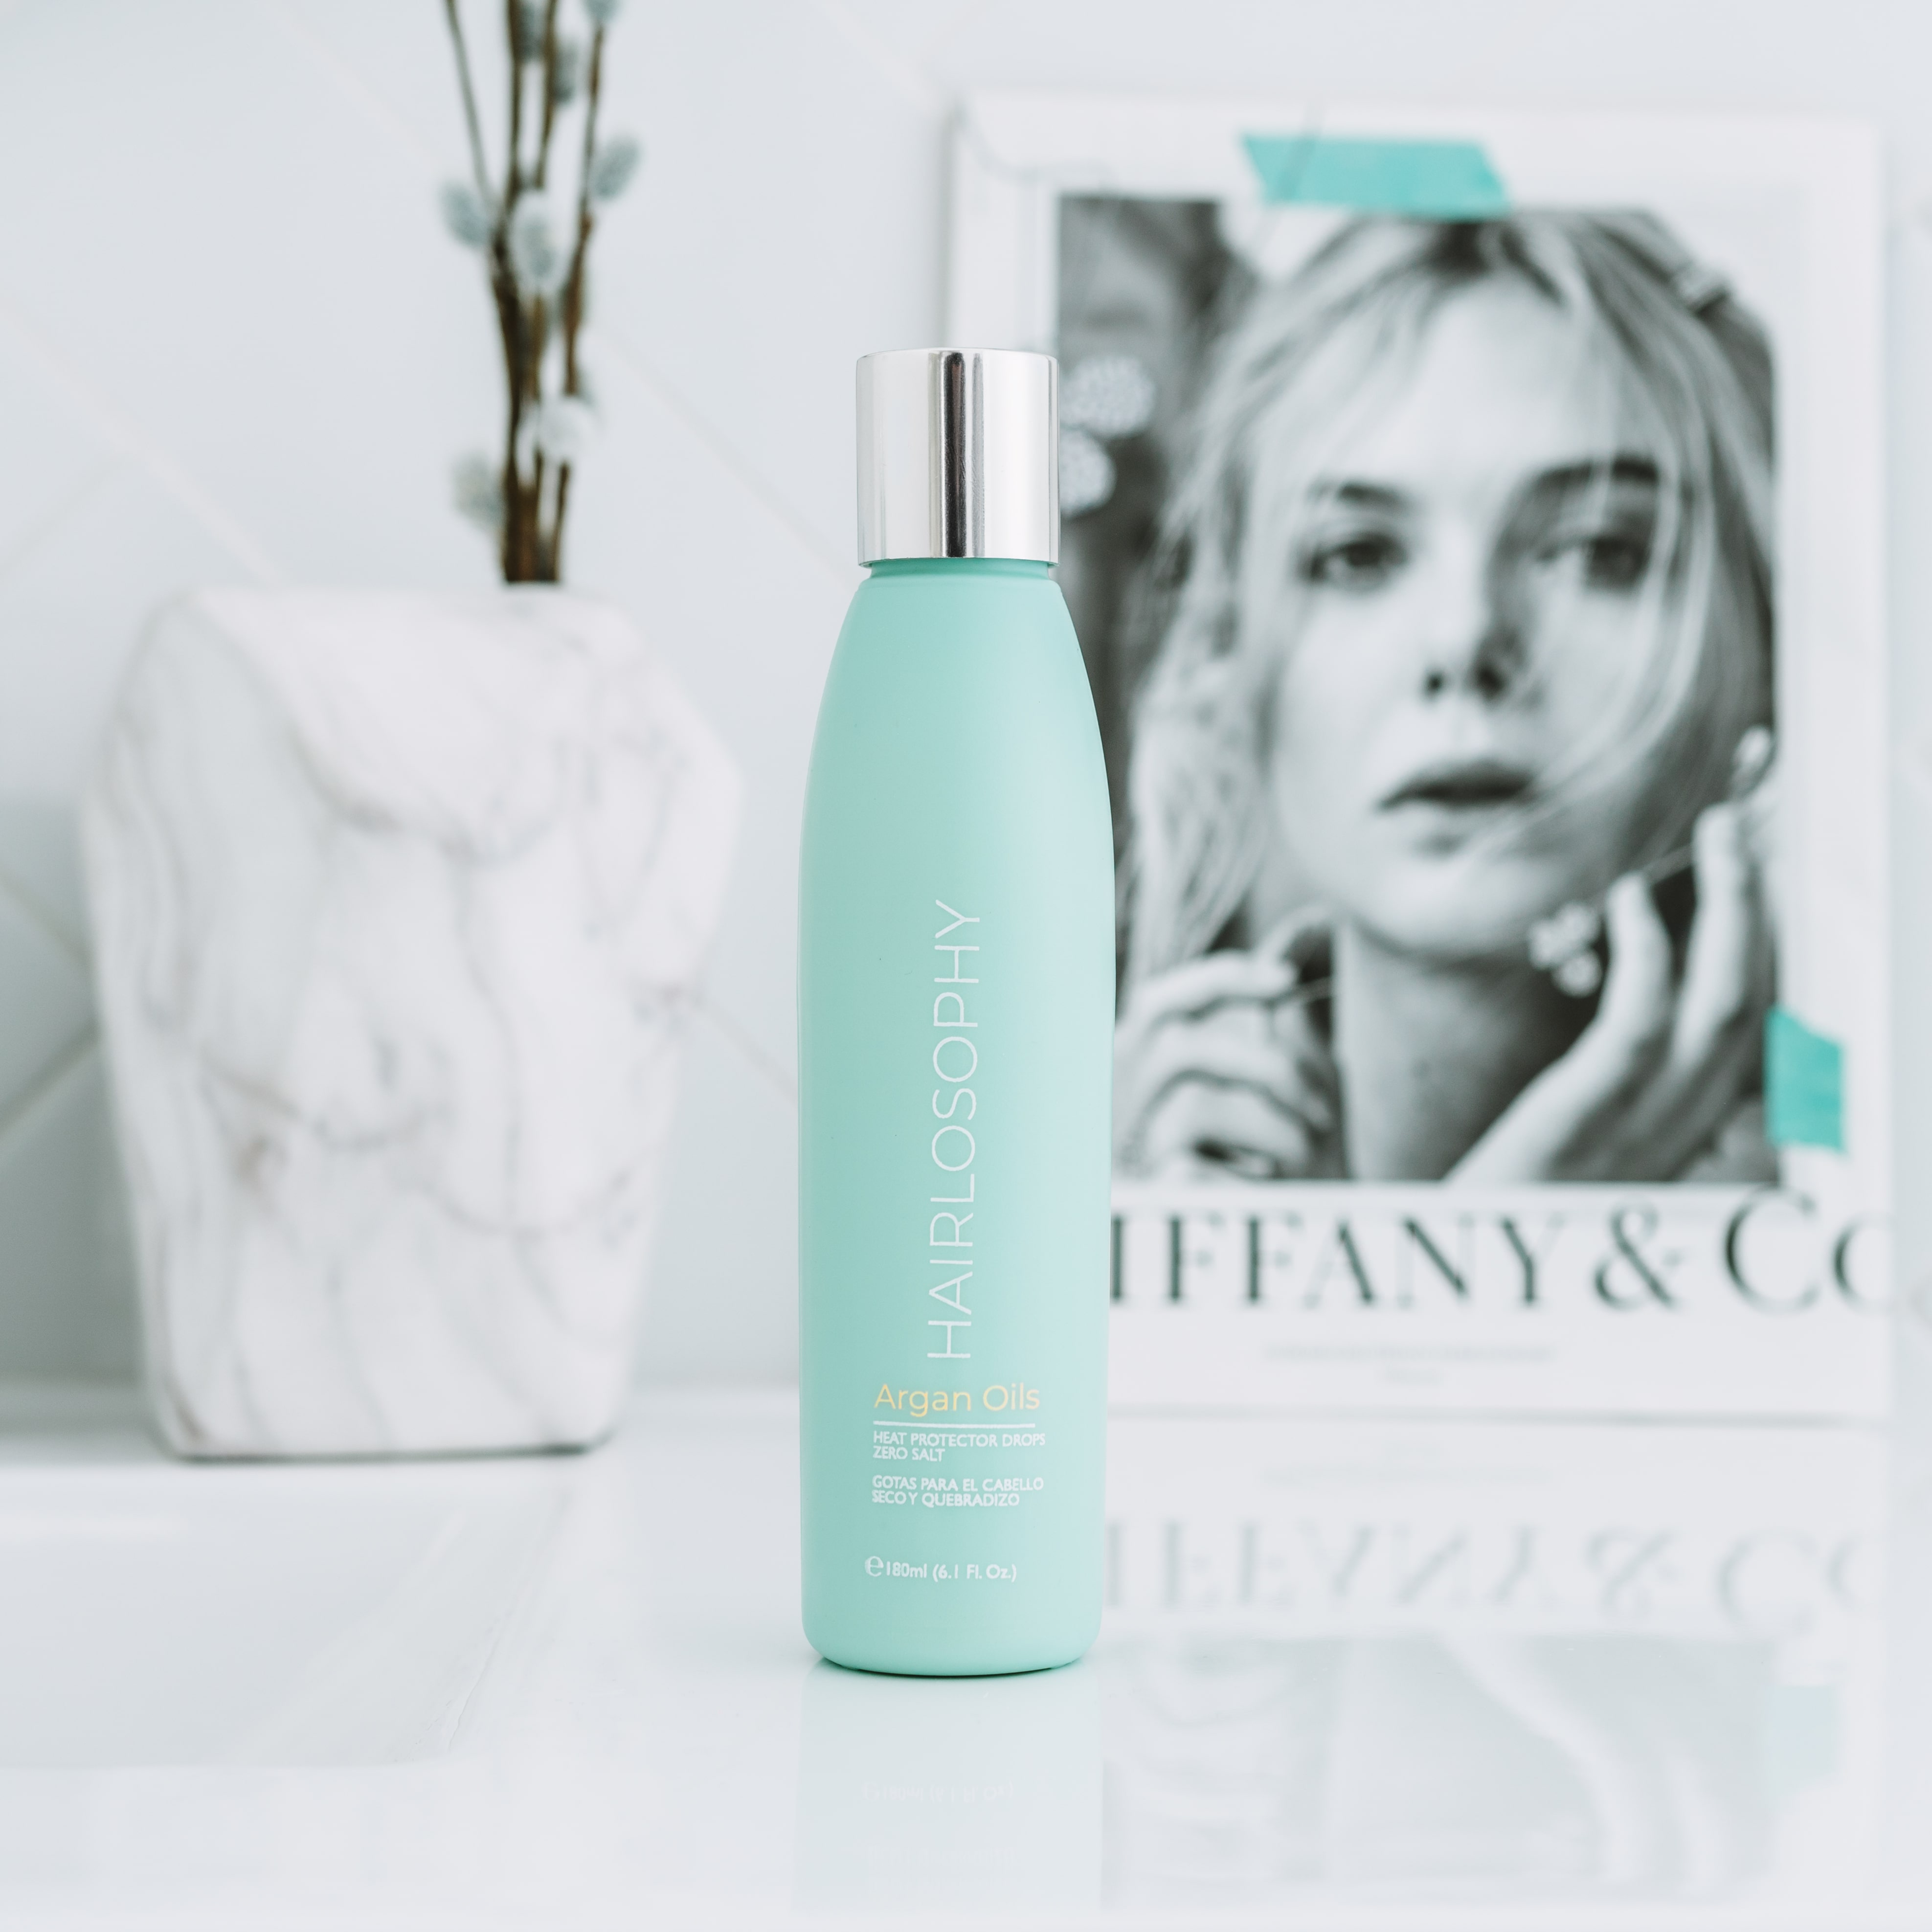 HAIRLOSOPHY
Argan Oils
HEAT PROTECTOR DROPS
ZERO SALT
GOTAS PARA EL CABELLO
SECO Y QUEBRADIZO
℮180ml (6.1 Fl. Oz.)
IFFANY & Co